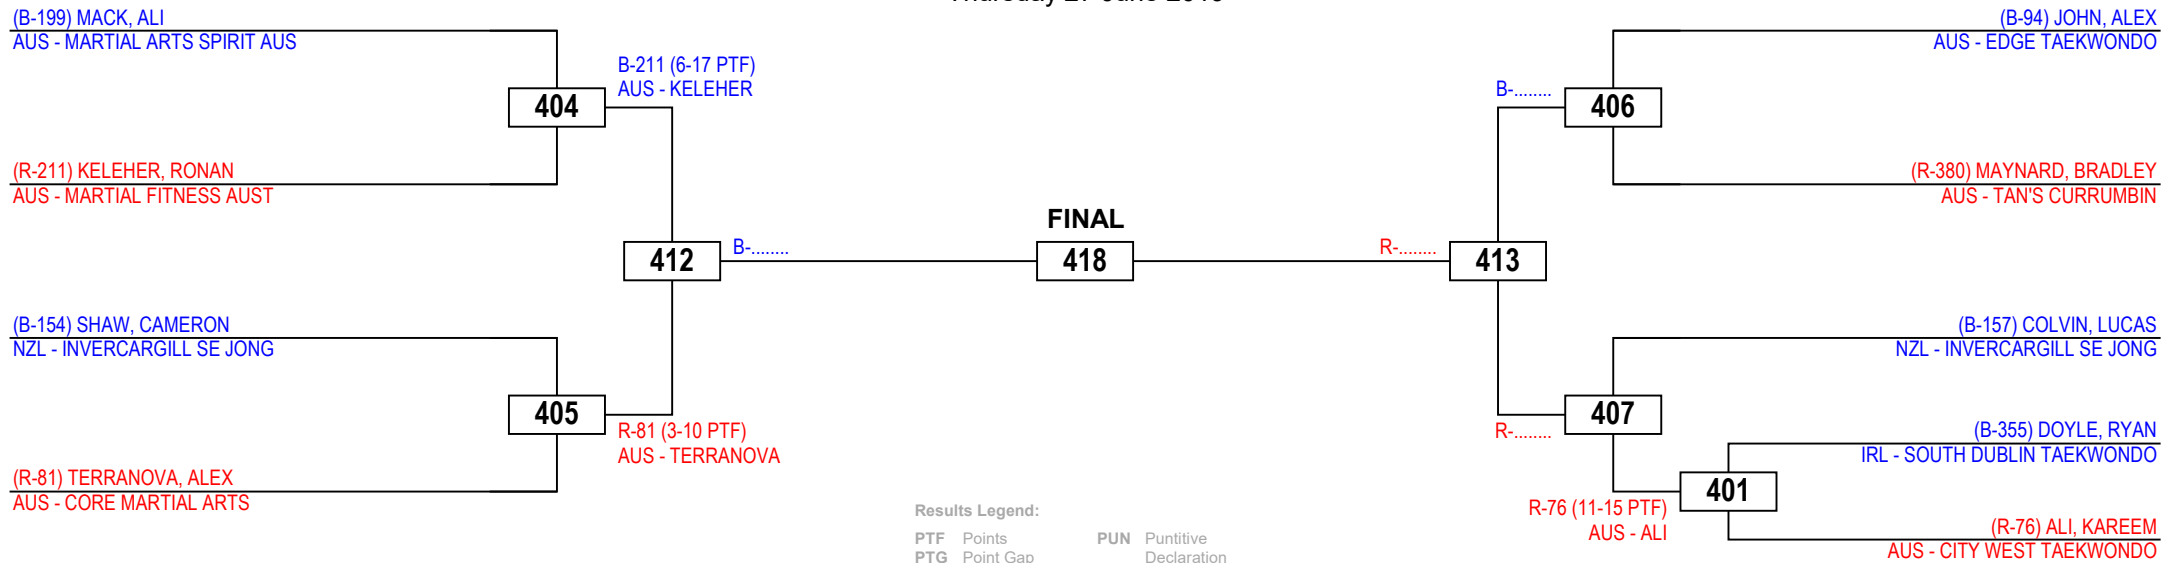 (B-199) MACK, ALI
AUS - MARTIAL ARTS SPIRIT AUS
B-211 (6-17 PTF)
AUS - KELEHER
404
(R-211) KELEHER, RONAN
AUS - MARTIAL FITNESS AUST
412
B-........
(B-154) SHAW, CAMERON
NZL - INVERCARGILL SE JONG
405
R-81 (3-10 PTF)
AUS - TERRANOVA
(R-81) TERRANOVA, ALEX
AUS - CORE MARTIAL ARTS
FINAL
418
(B-94) JOHN, ALEX
AUS - EDGE TAEKWONDO
B-........
406
(R-380) MAYNARD, BRADLEY
AUS - TAN'S CURRUMBIN
R-........
413
(B-157) COLVIN, LUCAS
NZL - INVERCARGILL SE JONG
407
R-........
(B-355) DOYLE, RYAN
IRL - SOUTH DUBLIN TAEKWONDO
401
R-76 (11-15 PTF)
AUS - ALI
(R-76) ALI, KAREEM
AUS - CITY WEST TAEKWONDO
Results Legend:
PTF Points
PTG Point Gap
PUN Puntitive
Declaration